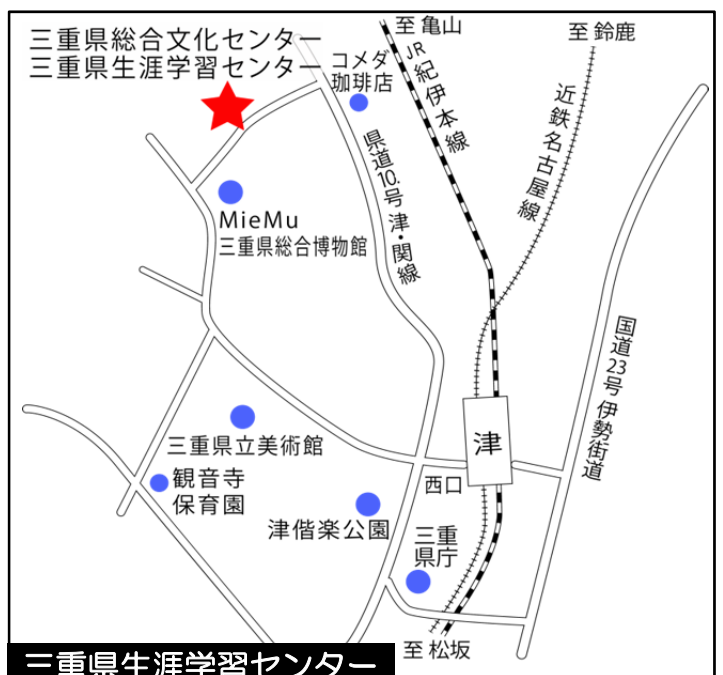 三重県総合文化センター
三重県生涯学習センター
コメダ
珈琲店
至 亀山
至 鈴鹿
JR紀伊本線
近鉄名古屋線
県道10.号 津・関線
MieMu
三重県総合博物館
国道23号 伊勢街道
三重県立美術館
津
観音寺
保育園
西口
津偕楽公園
三重
県庁
至 松坂
三重県生涯学習センター